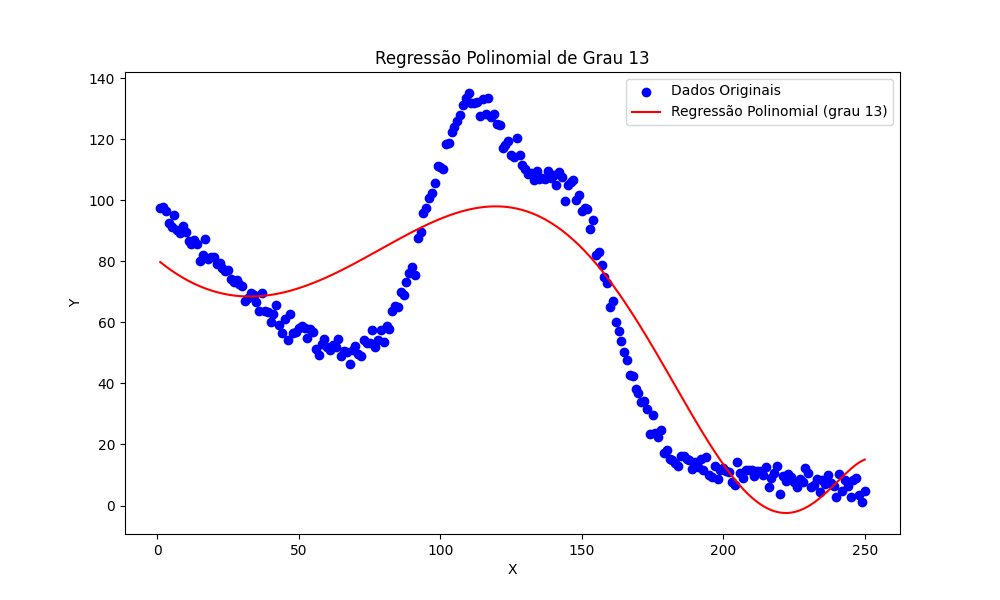 Regressão Polinomial de Grau 13
Dados Originais
Regressão Polinomial (grau 13)
140
120
100
80
60
40
20
0
Y
0 50 100 150 200 250
X